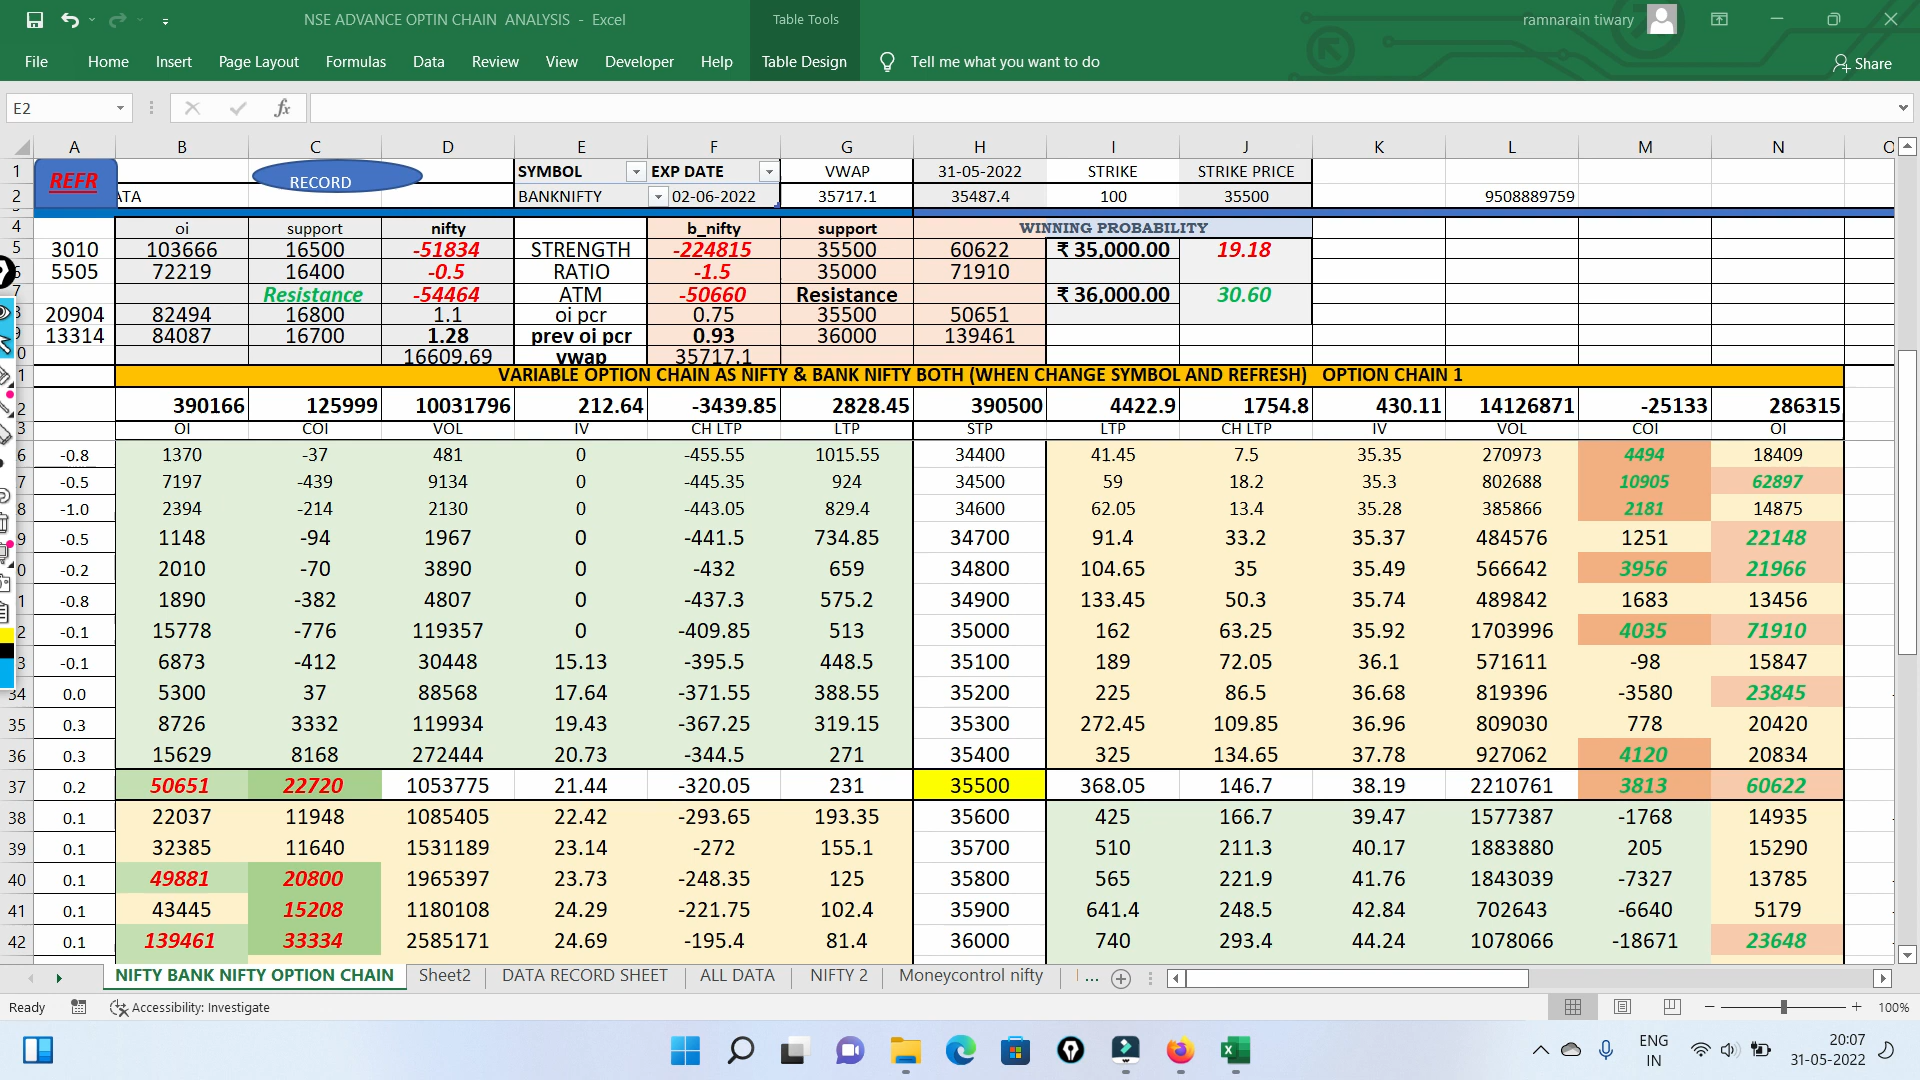 NSE ADVANCE OPTIN CHAIN ANALYSIS - Excel Table Tools ramnarain tiwary
File Home Insert Page Layout Formulas Data Review View Developer Help Table Design Tell me what you want to do Share
E2 fx
A B C D E F G H I J K L M N
1 REFR RECORD SYMBOL EXP DATE VWAP 31-05-2022 STRIKE STRIKE PRICE
2 BANKNIFTY 02-06-2022 35717.1 35487.4 100 35500 9508889759
4 oi support nifty b_nifty support WINNING PROBABILITY
5 3010 103666 16500 -51834 STRENGTH -224815 35500 60622 ₹ 35,000.00 19.18
5505 72219 16400 -0.5 RATIO -1.5 35000 71910
7 Resistance -54464 ATM -50660 Resistance ₹ 36,000.00 30.60
20904 82494 16800 1.1 oi pcr 0.75 35500 50651
13314 84087 16700 1.28 prev oi pcr 0.93 36000 139461
0 16609.69 vwap 35717.1
1 VARIABLE OPTION CHAIN AS NIFTY & BANK NIFTY BOTH (WHEN CHANGE SYMBOL AND REFRESH) OPTION CHAIN 1
2 390166 125999 10031796 212.64 -3439.85 2828.45 390500 4422.9 1754.8 430.11 14126871 -25133 286315
3 OI COI VOL IV CH LTP LTP STP LTP CH LTP IV VOL COI OI
6 -0.8 1370 -37 481 0 -455.55 1015.55 34400 41.45 7.5 35.35 270973 4494 18409
7 -0.5 7197 -439 9134 0 -445.35 924 34500 59 18.2 35.3 802688 10905 62897
8 -1.0 2394 -214 2130 0 -443.05 829.4 34600 62.05 13.4 35.28 385866 2181 14875
9 -0.5 1148 -94 1967 0 -441.5 734.85 34700 91.4 33.2 35.37 484576 1251 22148
0 -0.2 2010 -70 3890 0 -432 659 34800 104.65 35 35.49 566642 3956 21966
1 -0.8 1890 -382 4807 0 -437.3 575.2 34900 133.45 50.3 35.74 489842 1683 13456
2 -0.1 15778 -776 119357 0 -409.85 513 35000 162 63.25 35.92 1703996 4035 71910
3 -0.1 6873 -412 30448 15.13 -395.5 448.5 35100 189 72.05 36.1 571611 -98 15847
34 0.0 5300 37 88568 17.64 -371.55 388.55 35200 225 86.5 36.68 819396 -3580 23845
35 0.3 8726 3332 119934 19.43 -367.25 319.15 35300 272.45 109.85 36.96 809030 778 20420
36 0.3 15629 8168 272444 20.73 -344.5 271 35400 325 134.65 37.78 927062 4120 20834
37 0.2 50651 22720 1053775 21.44 -320.05 231 35500 368.05 146.7 38.19 2210761 3813 60622
38 0.1 22037 11948 1085405 22.42 -293.65 193.35 35600 425 166.7 39.47 1577387 -1768 14935
39 0.1 32385 11640 1531189 23.14 -272 155.1 35700 510 211.3 40.17 1883880 205 15290
40 0.1 49881 20800 1965397 23.73 -248.35 125 35800 565 221.9 41.76 1843039 -7327 13785
41 0.1 43445 15208 1180108 24.29 -221.75 102.4 35900 641.4 248.5 42.84 702643 -6640 5179
42 0.1 139461 33334 2585171 24.69 -195.4 81.4 36000 740 293.4 44.24 1078066 -18671 23648
NIFTY BANK NIFTY OPTION CHAIN Sheet2 DATA RECORD SHEET ALL DATA NIFTY 2 Moneycontrol nifty ...
Ready Accessibility: Investigate 100%
ENG 20:07
IN 31-05-2022